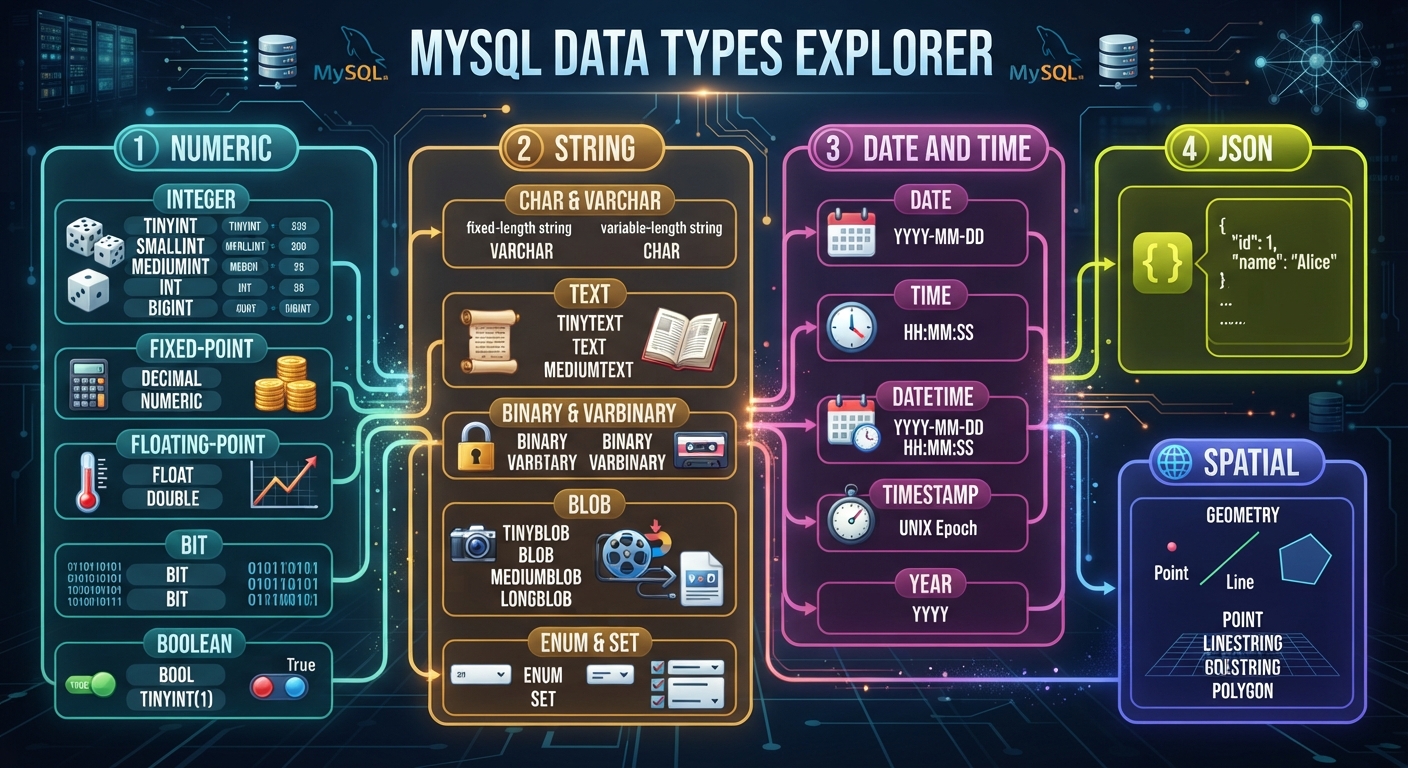 MySQL
MYSQL DATA TYPES EXPLORER
MySQL
1 NUMERIC
INTEGER
TINYINT
SMALLINT
MEDIUMINT
INT INT
BIGINT
FIXED-POINT
DECIMAL
NUMERIC
FLOATING-POINT
FLOAT
DOUBLE
BIT
BIT
BIT
BOOLEAN
BOOL
TINYINT(1)
True
2 STRING
CHAR & VARCHAR
fixed-length string variable-length string
VARCHAR CHAR
TEXT
TINYTEXT
TEXT
MEDIUMTEXT
BINARY & VARBINARY
BINARY BINARY
VARBTARY VARBINARY
BLOB
TINYBLOB
BLOB
MEDIUMBLOB
LONGBLOB
ENUM & SET
ENUM
SET
3 DATE AND TIME
DATE
YYYY-MM-DD
TIME
HH:MM:SS
DATETIME
YYYY-MM-DD
HH:MM:SS
TIMESTAMP
UNIX Epoch
YEAR
YYYY
4 JSON
{}
{
"id": 1,
"name": "Alice"
}
...
......
SPATIAL
GEOMETRY
Point
Line
POINT
LINESTRING
POLYGON